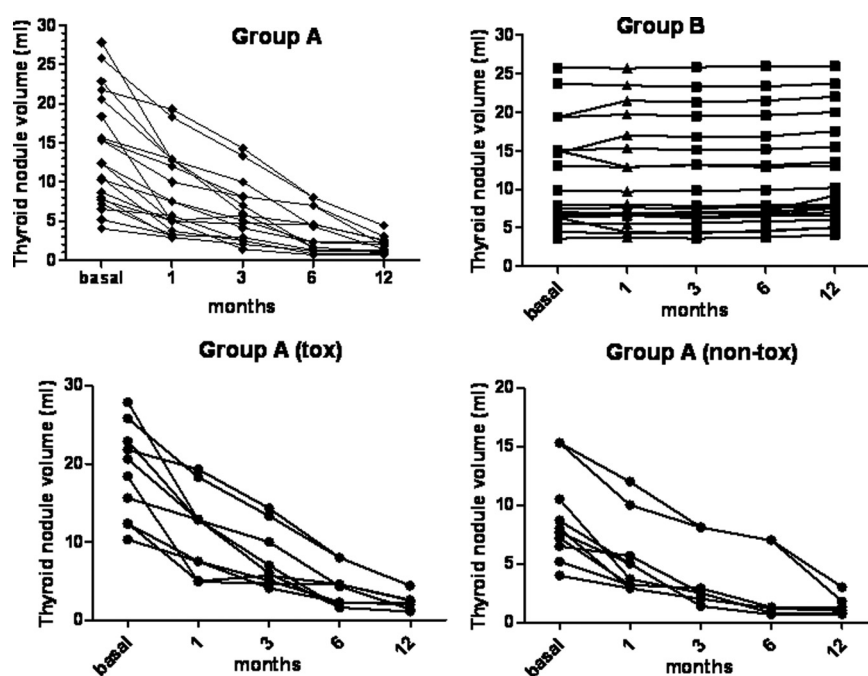 Group A
Thyroid nodule volume (ml)
30
25
20
15
10
5
0
basal
1
3
6
12
months
Group B
Thyroid nodule volume (ml)
30
25
20
15
10
5
0
basal
1
3
6
12
months
Group A (tox)
Thyroid nodule volume (ml)
30
20
10
0
basal
1
3
6
12
months
Group A (non-tox)
Thyroid nodule volume (ml)
20
15
10
5
0
basal
1
3
6
12
months